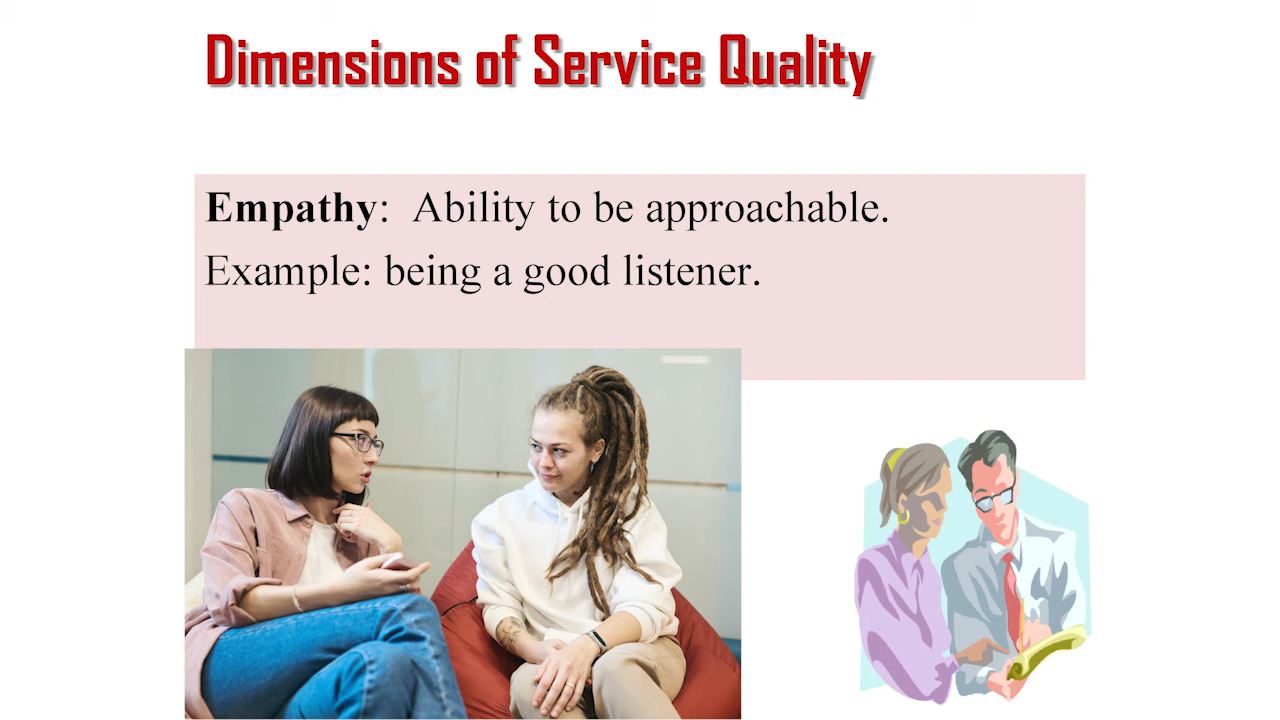 Dimensions of Service Quality
Empathy:  Ability to be approachable.
Example: being a good listener.